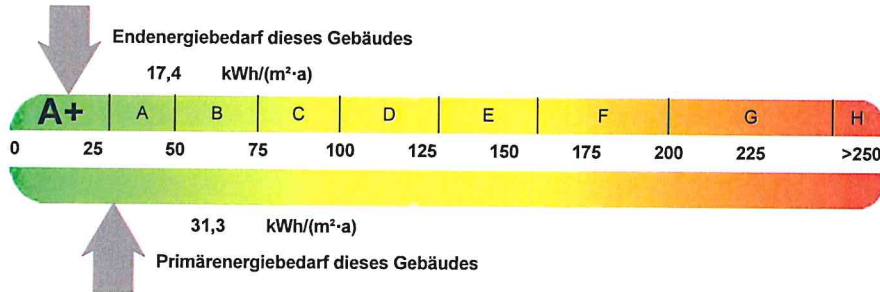 Endenergiebedarf dieses Gebäudes
17,4 kWh/(m²·a)
A+ A B C D E F G H
0 25 50 75 100 125 150 175 200 225 >250
31,3 kWh/(m²·a)
Primärenergiebedarf dieses Gebäudes